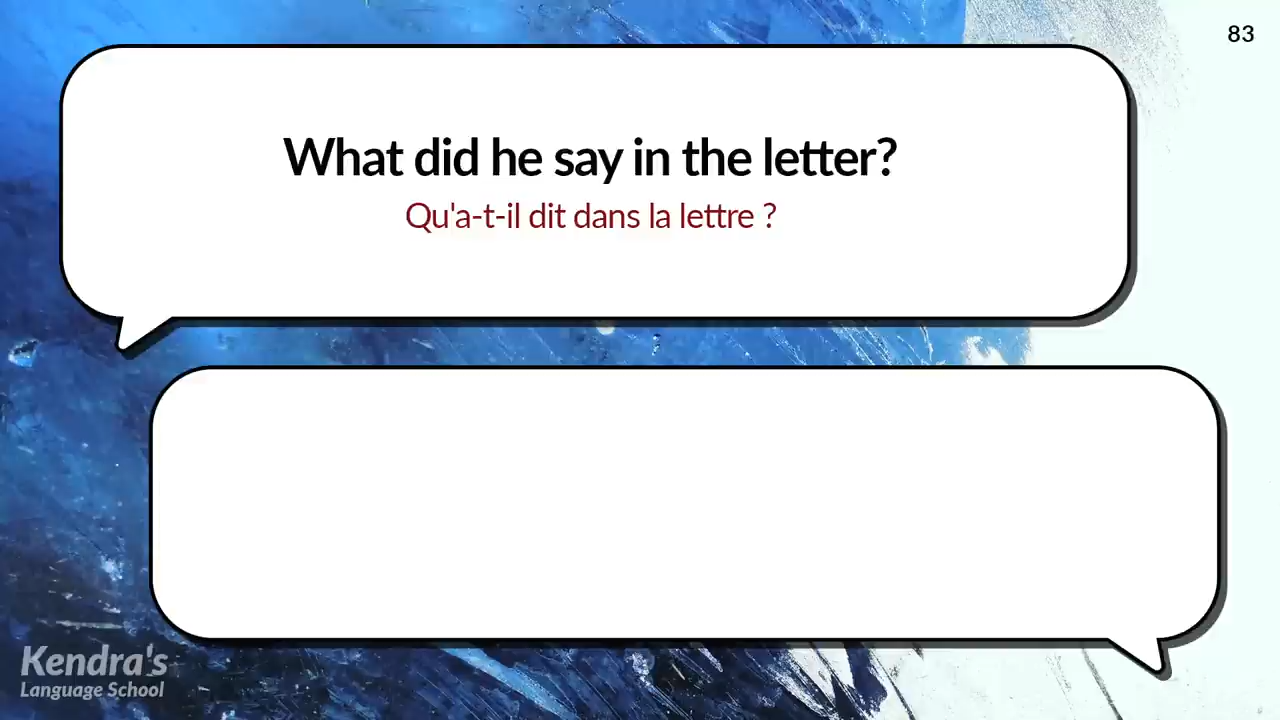 83
What did he say in the letter?
Qu'a-t-il dit dans la lettre ?
Kendra's
Language School